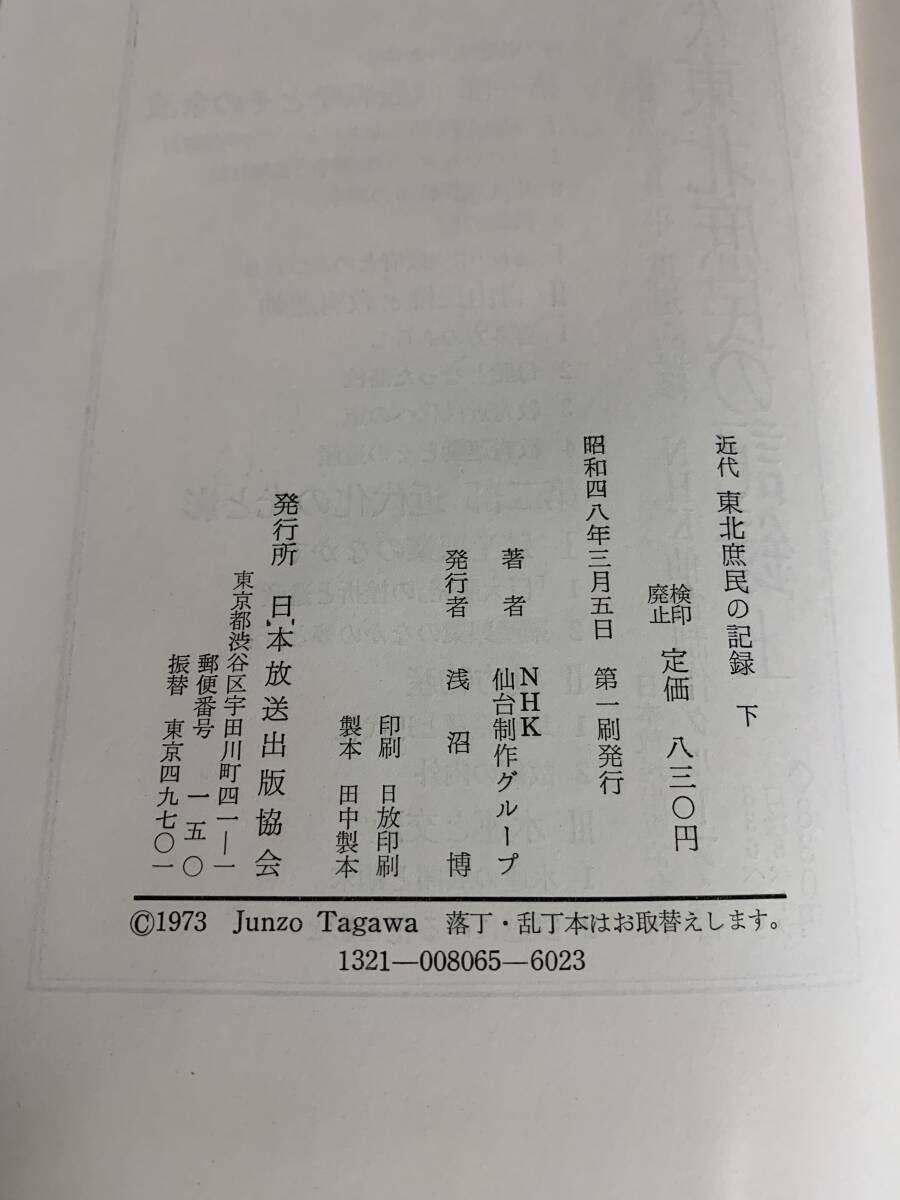 近代 東北庶民の記録 下
検印廃止 定価 八三〇円
昭和四八年三月五日 第一刷発行
著者 NHK仙台制作グループ
発行者 浅沼博
印刷 日放印刷
製本 田中製本
発行所 日本放送出版協会
東京都渋谷区宇田川町四一―一
郵便番号 一五〇
振替 東京四九七〇一
©1973 Junzo Tagawa 落丁・乱丁本はお取替えします。
1321—008065—6023